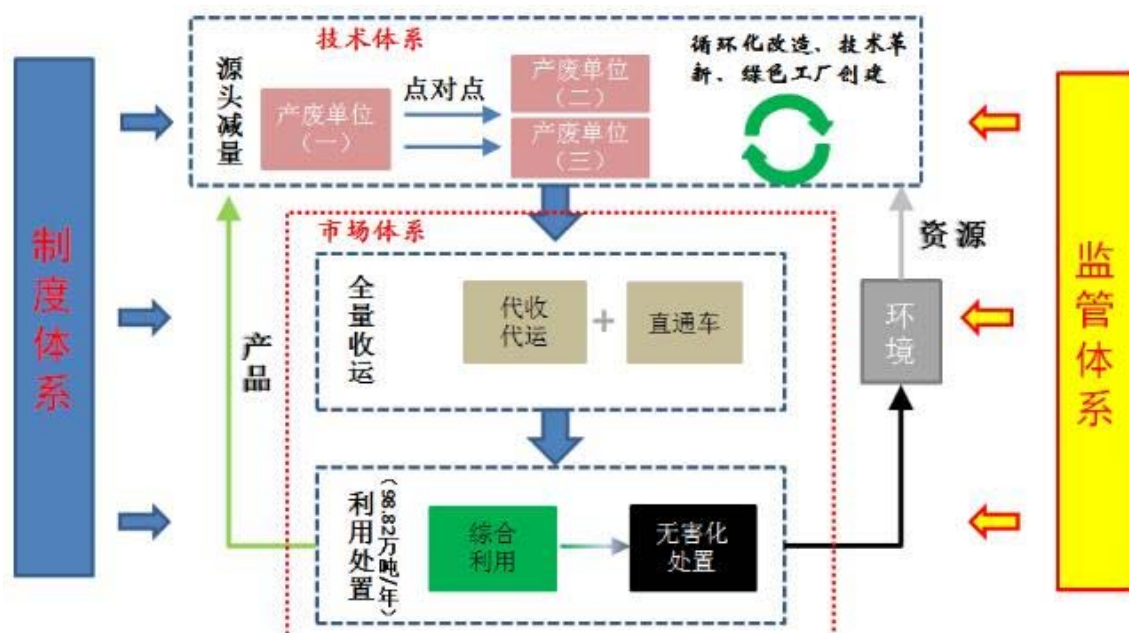 制度体系
技术体系
源头减量
产废单位
（一）
点对点
产废单位
（二）
产废单位
（三）
循环化改造、技术革
新、绿色工厂创建
市场体系
全量收运
代收
代运
+
直通车
产品
资源
环境
利用处置
（98.82万吨/年）
综合
利用
无害化
处置
监管体系